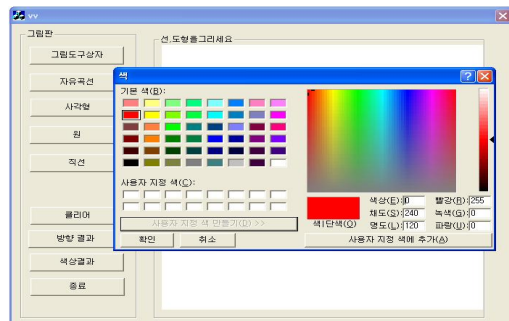 vv
그림판
그림도구상자
자유곡선
사각형
원
직선
클리어
방향 결과
색상결과
종료
선,도형을그리세요
색
기본 색(B):
사용자 지정 색(C):
사용자 지정 색 만들기(D) >>
확인
취소
색|단색(O)
색상(E): 0
채도(S): 240
명도(L): 120
빨강(R): 255
녹색(G): 0
파랑(U): 0
사용자 지정 색에 추가(A)